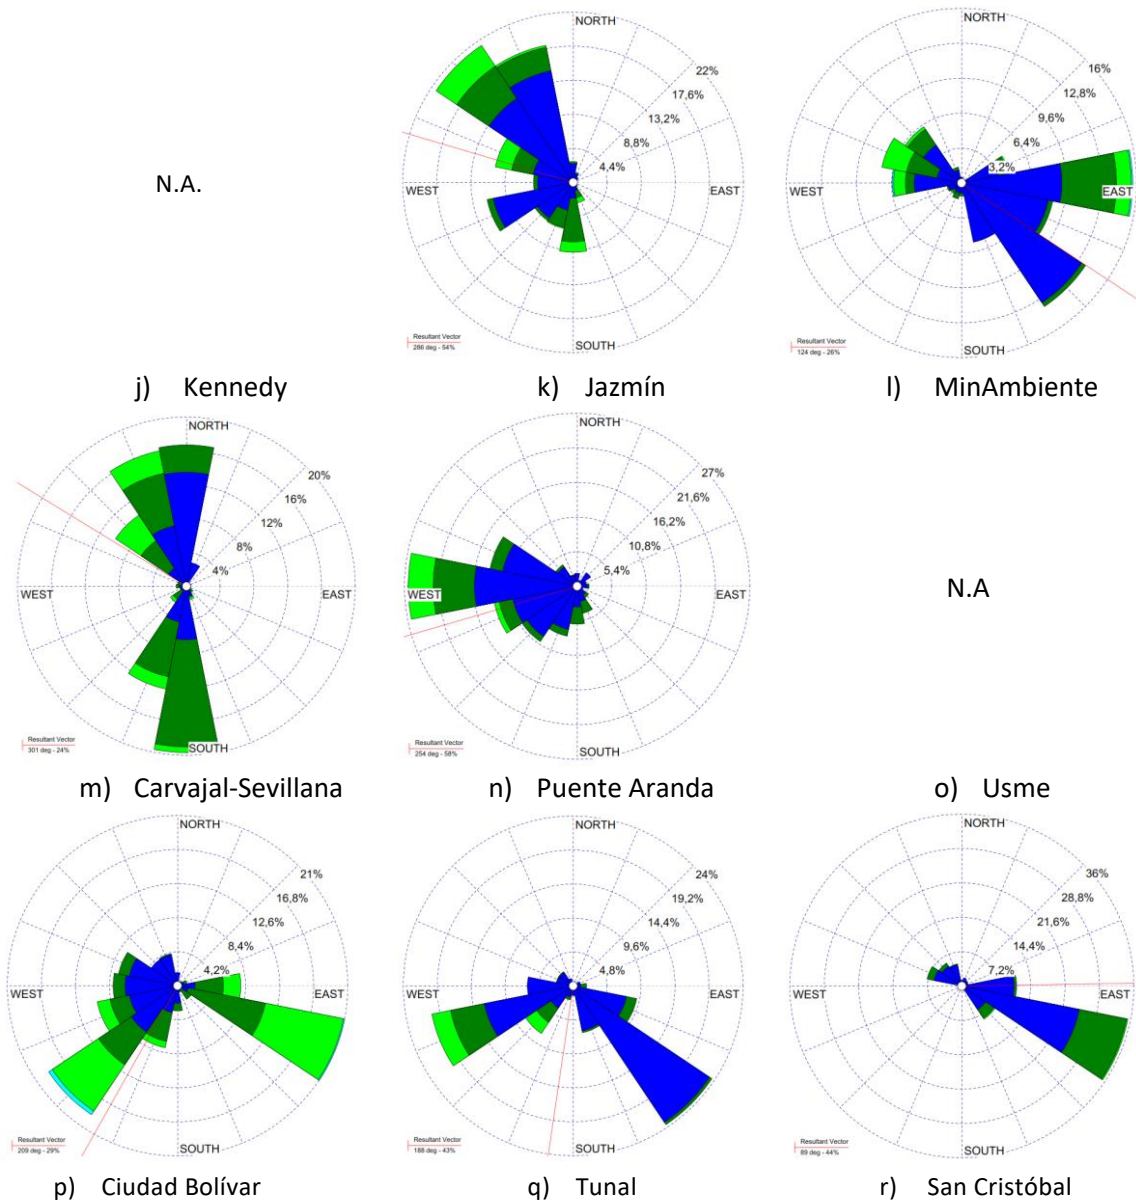 N.A.
NORTH
22%
17,6%
13,2%
8,8%
4,4%
WEST
EAST
SOUTH
Resultant Vector
286 deg - 54%
NORTH
16%
12,8%
9,6%
6,4%
3,2%
WEST
EAST
SOUTH
Resultant Vector
124 deg - 26%
j) Kennedy
k) Jazmín
l) MinAmbiente
NORTH
20%
16%
12%
8%
4%
WEST
EAST
SOUTH
Resultant Vector
301 deg - 24%
NORTH
27%
21,6%
16,2%
10,8%
5,4%
WEST
EAST
SOUTH
Resultant Vector
254 deg - 58%
N.A
m) Carvajal-Sevillana
n) Puente Aranda
o) Usme
NORTH
21%
16,8%
12,6%
8,4%
4,2%
WEST
EAST
SOUTH
Resultant Vector
209 deg - 29%
NORTH
24%
19,2%
14,4%
9,6%
4,8%
WEST
EAST
SOUTH
Resultant Vector
188 deg - 43%
NORTH
36%
28,8%
21,6%
14,4%
7,2%
WEST
EAST
SOUTH
Resultant Vector
89 deg - 44%
p) Ciudad Bolívar
q) Tunal
r) San Cristóbal